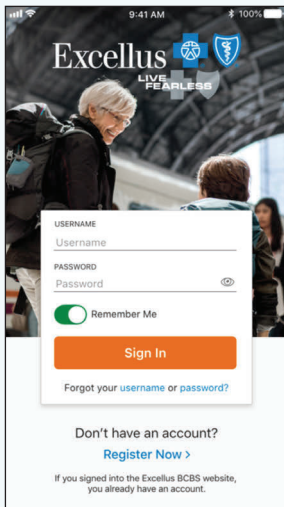 9:41 AM
100%
Excellus
LIVE
FEARLESS
USERNAME
Username
PASSWORD
Password
Remember Me
Sign In
Forgot your username or password?
Don't have an account?
Register Now >
If you signed into the Excellus BCBS website,
you already have an account.